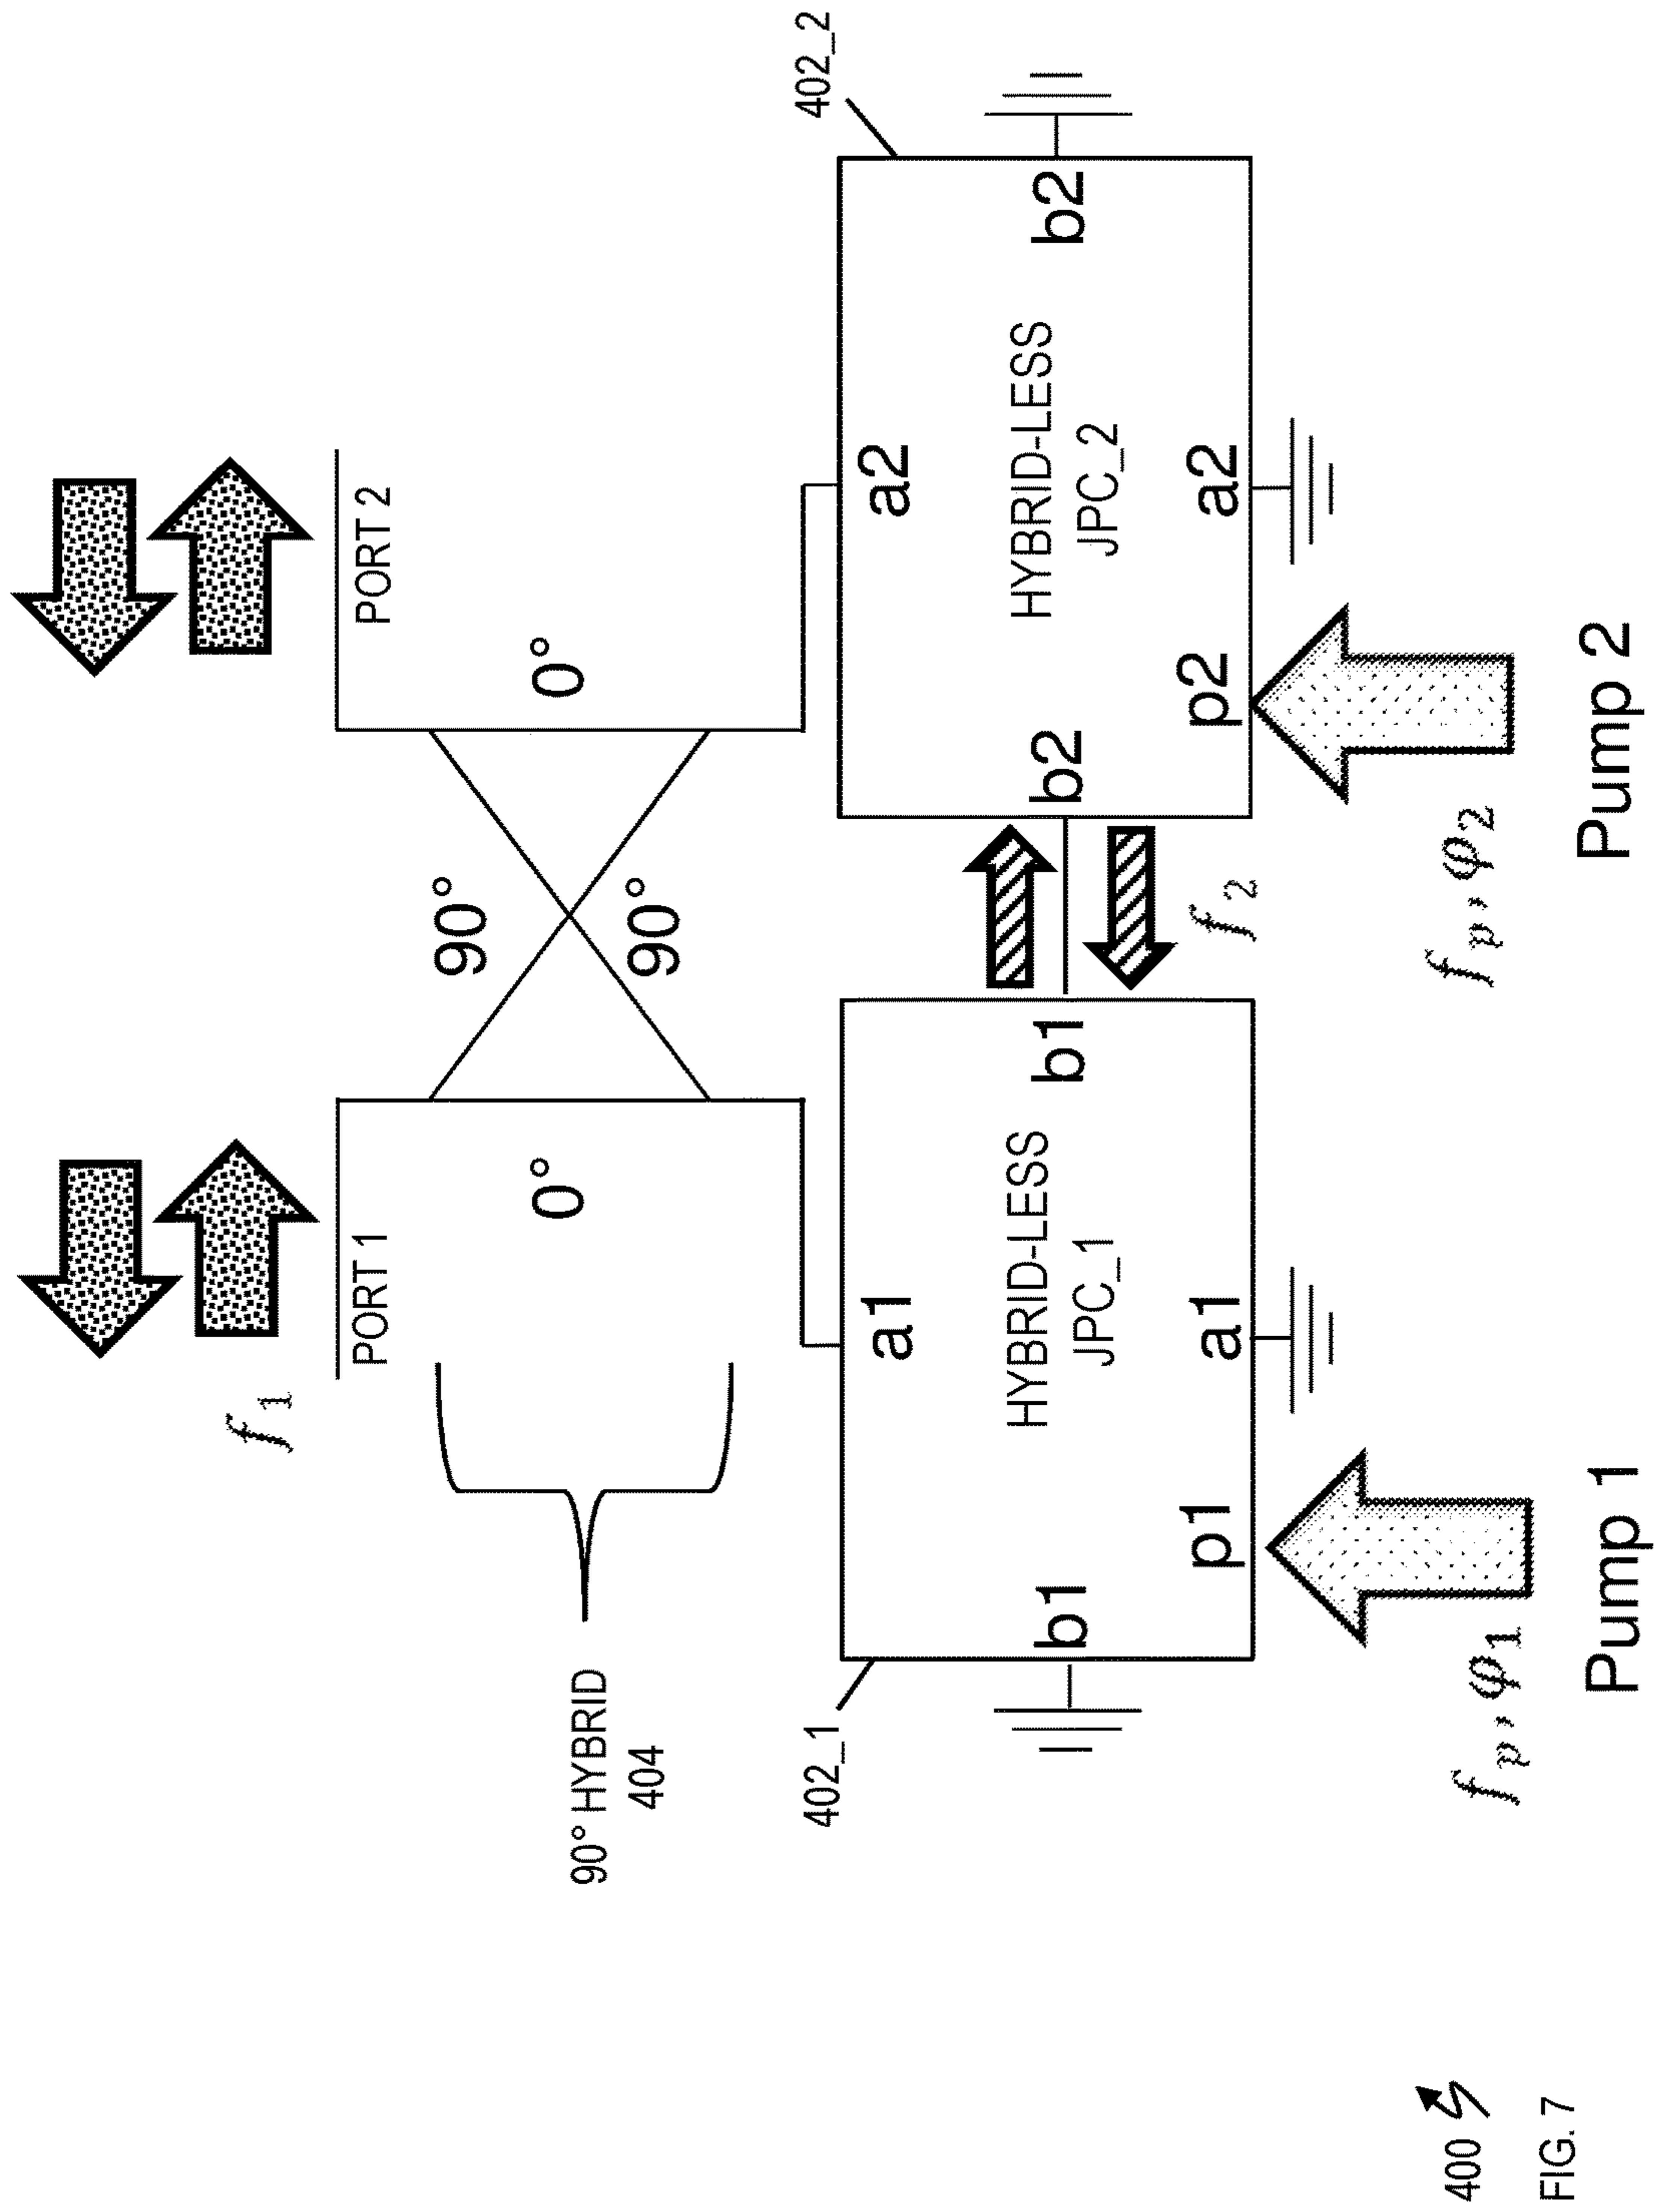 f₁
PORT 1
PORT 2
0°
90°
90°
0°
90° HYBRID
404
402_1
402_2
a1
HYBRID-LESS
JPC_1
b1
b1
p1
a1
a2
HYBRID-LESS
JPC_2
b2
b2
p2
a2
f₂
fₚ, φ₁
Pump 1
fₚ, φ₂
Pump 2
400
FIG. 7